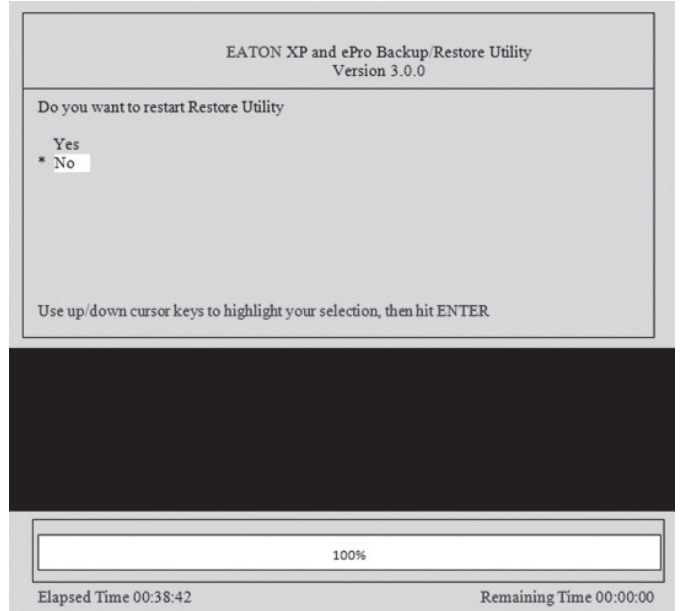 EATON XP and ePro Backup/Restore Utility
Version 3.0.0
Do you want to restart Restore Utility
Yes
* No
Use up/down cursor keys to highlight your selection, then hit ENTER
100%
Elapsed Time 00:38:42
Remaining Time 00:00:00